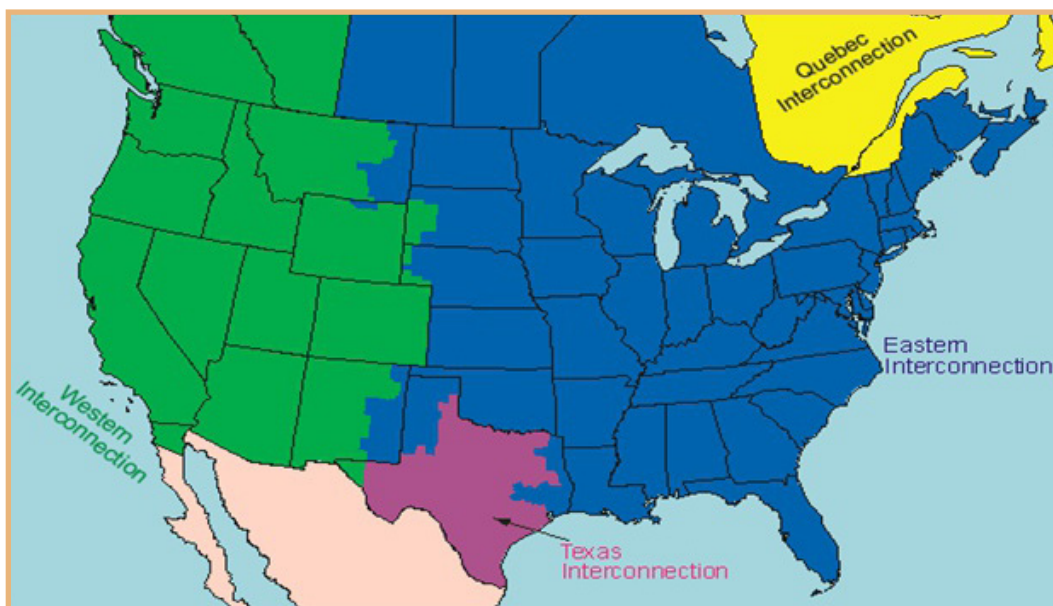 Quebec
Interconnection
Eastern
Interconnection
Western
Interconnection
Texas
Interconnection